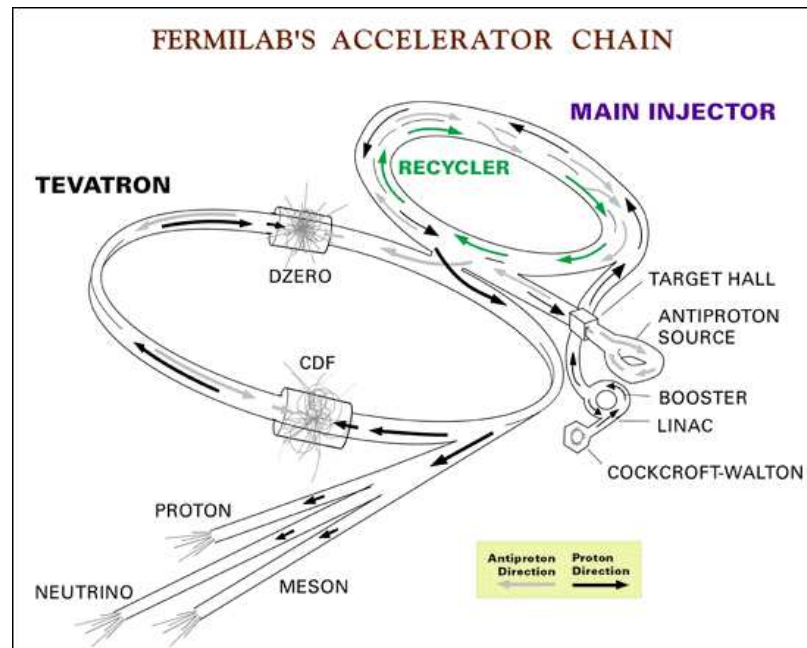 FERMILAB'S ACCELERATOR CHAIN
MAIN INJECTOR
RECYCLER
TEVATRON
DZERO
TARGET HALL
ANTIPROTON
SOURCE
CDF
BOOSTER
LINAC
COCKCROFT-WALTON
PROTON
NEUTRINO
MESON
Antiproton Proton
Direction Direction